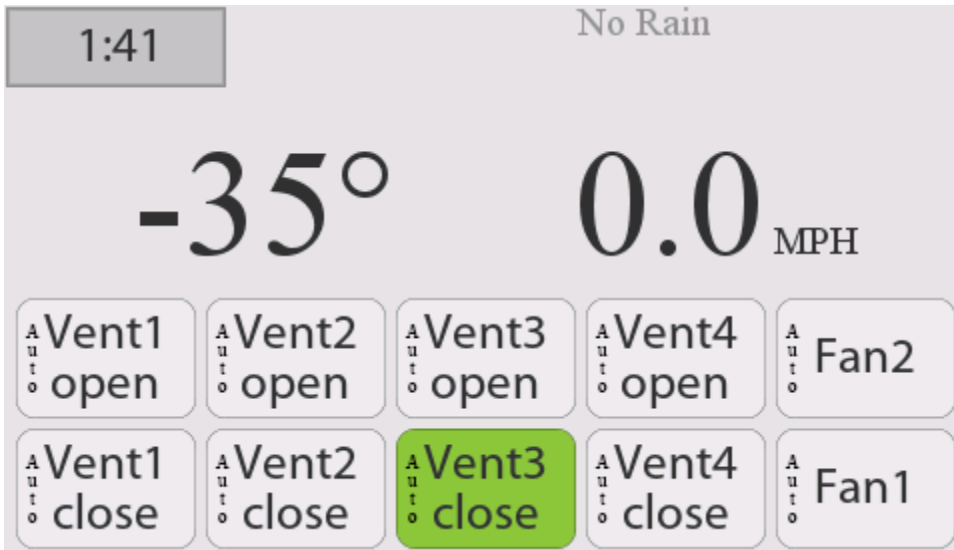 1:41
No Rain
-35°
0.0 MPH
Auto Vent1 open
Auto Vent2 open
Auto Vent3 open
Auto Vent4 open
Auto Fan2
Auto Vent1 close
Auto Vent2 close
Auto Vent3 close
Auto Vent4 close
Auto Fan1